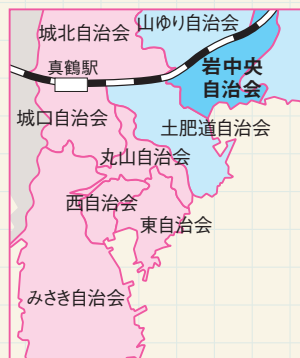 山ゆり自治会
城北自治会
真鶴駅
岩中央
自治会
城口自治会
土肥道自治会
丸山自治会
西自治会
東自治会
みさき自治会